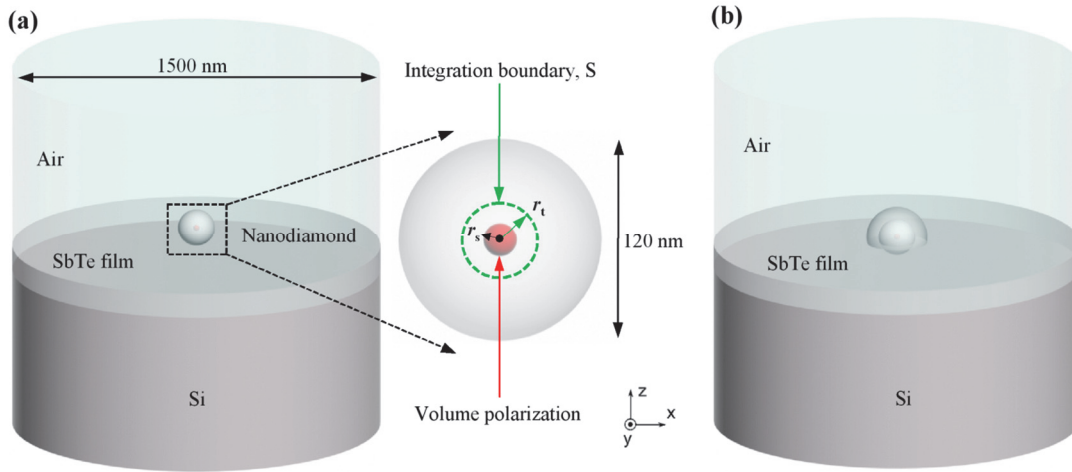 (a)
1500 nm
Integration boundary, S
Air
r_t
r_s
120 nm
Nanodiamond
SbTe film
Si
Volume polarization
z
x
y
(b)
Air
SbTe film
Si